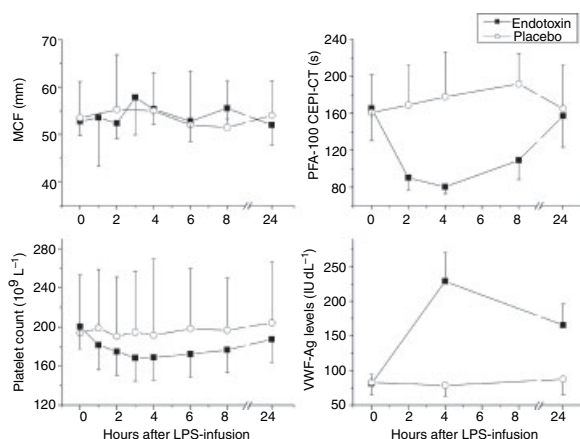 Endotoxin
Placebo
MCF (mm)
70
60
50
40
0 2 4 6 8 24
PFA-100 CEPI-CT (s)
240
200
160
120
80
0 2 4 6 8 24
Platelet count (10⁹ L⁻¹)
280
240
200
160
120
0 2 4 6 8 24
Hours after LPS-infusion
VWF-Ag levels (IU dL⁻¹)
250
200
150
100
50
0 2 4 6 8 24
Hours after LPS-infusion